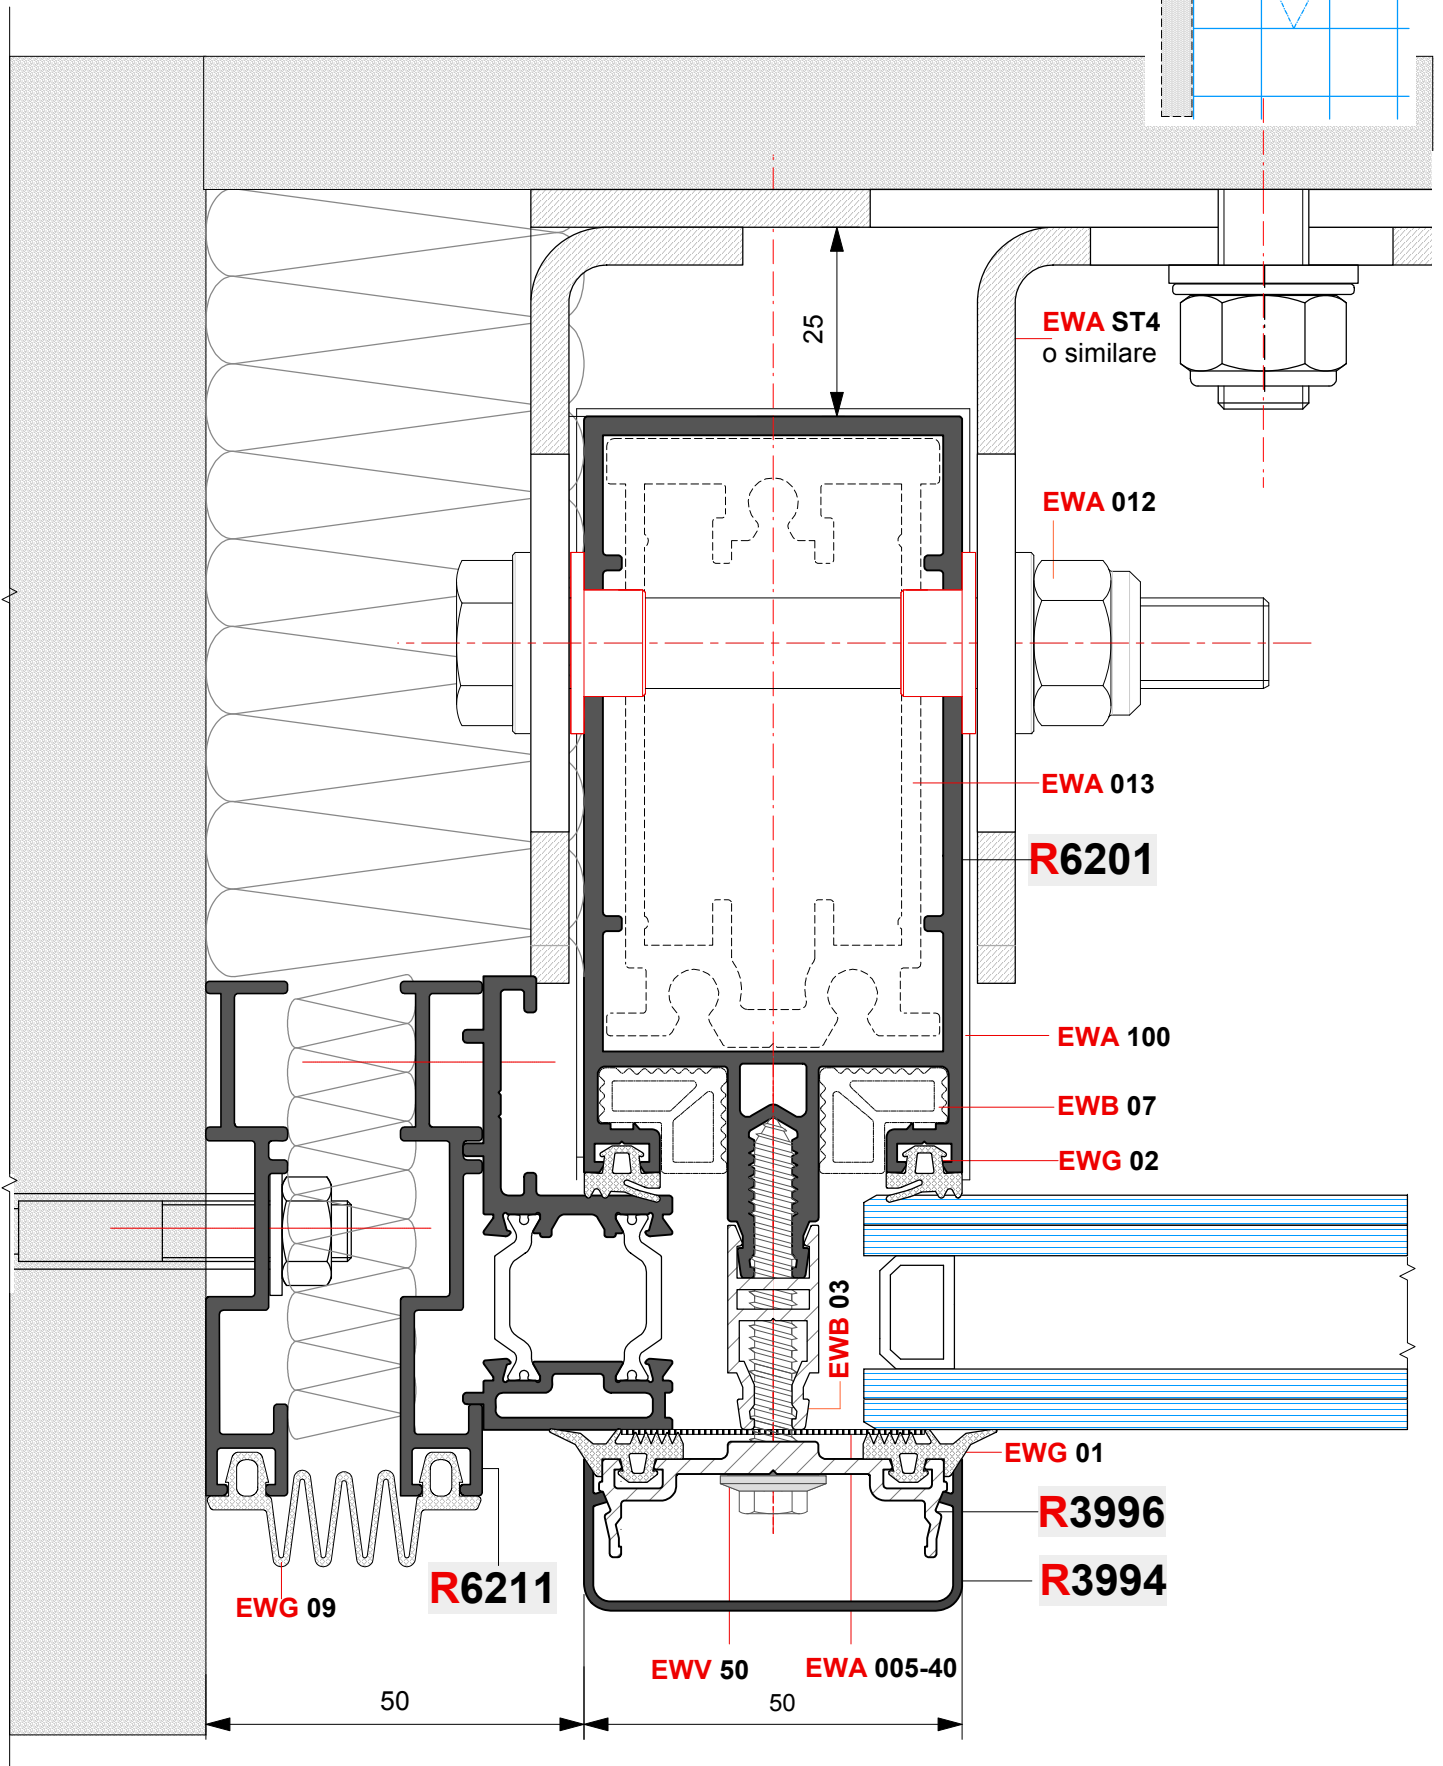 25
EWA ST4
o similare
EWA 012
EWA 013
R6201
EWA 100
EWB 07
EWG 02
EWB 03
EWG 01
R3996
R3994
R6211
EWG 09
EWV 50
EWA 005-40
50
50